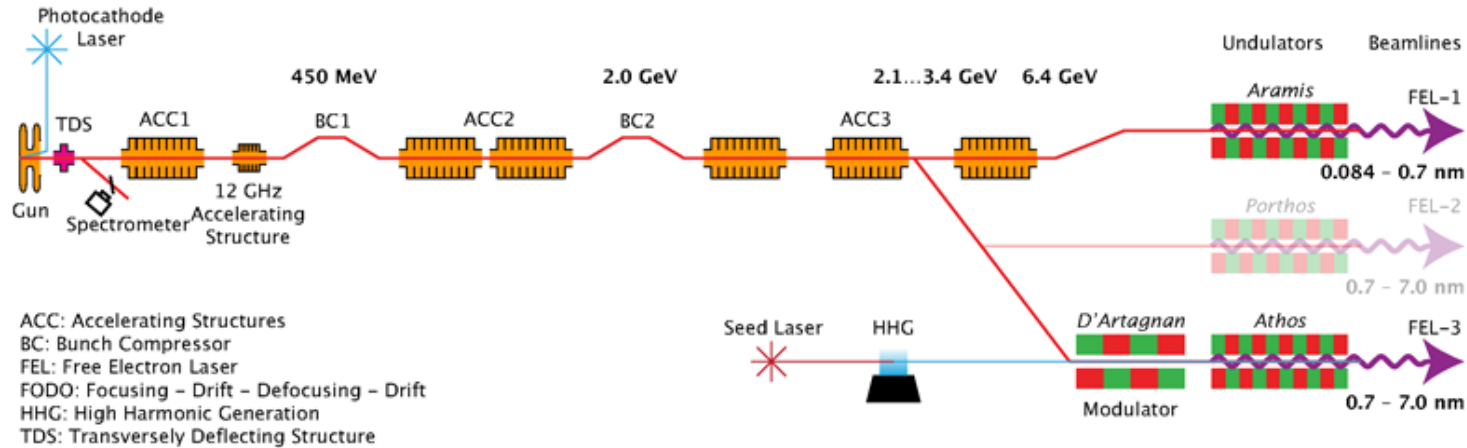 Photocathode
Laser
TDS
Gun
Spectrometer
ACC1
12 GHz
Accelerating
Structure
450 MeV
BC1
ACC2
2.0 GeV
BC2
2.1...3.4 GeV
6.4 GeV
ACC3
Undulators
Beamlines
Aramis
FEL-1
0.084 – 0.7 nm
Porthos
FEL-2
0.7 – 7.0 nm
Seed Laser
HHG
D'Artagnan
Modulator
Athos
FEL-3
0.7 – 7.0 nm
ACC: Accelerating Structures
BC: Bunch Compressor
FEL: Free Electron Laser
FODO: Focusing – Drift – Defocusing – Drift
HHG: High Harmonic Generation
TDS: Transversely Deflecting Structure